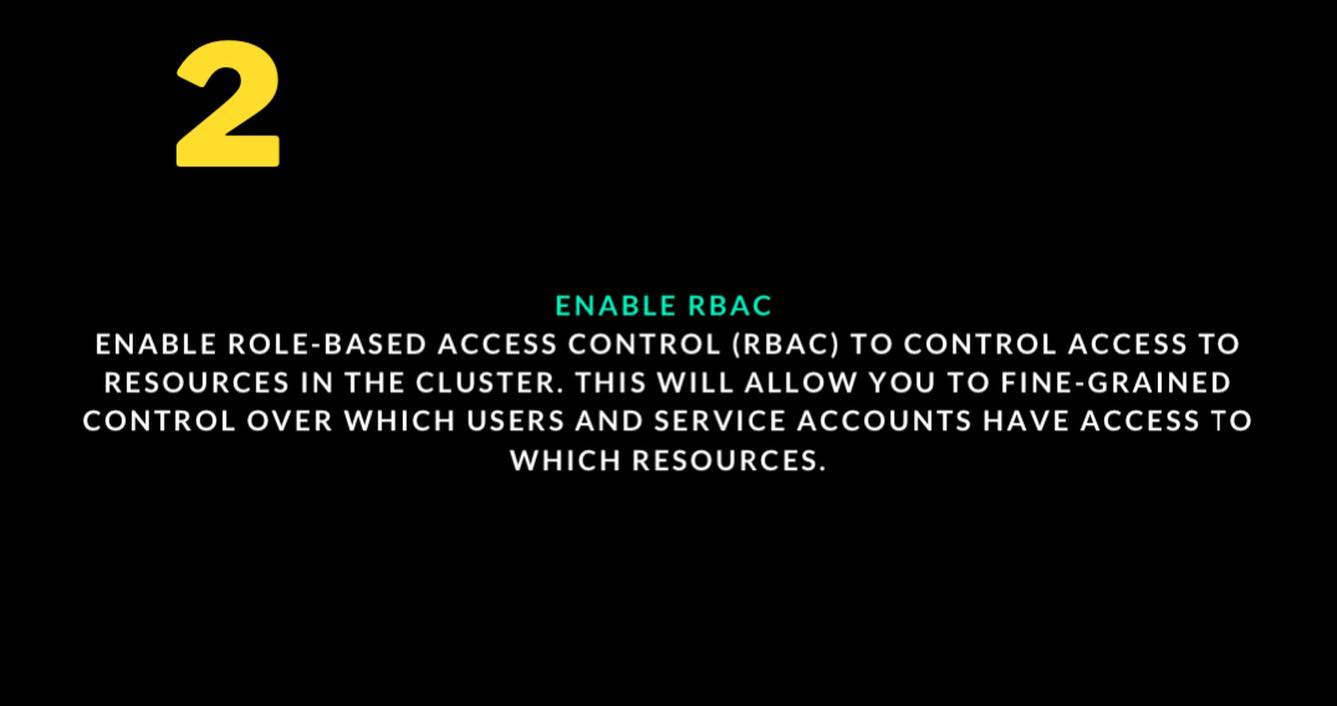 2
ENABLE RBAC
ENABLE ROLE-BASED ACCESS CONTROL (RBAC) TO CONTROL ACCESS TO
RESOURCES IN THE CLUSTER. THIS WILL ALLOW YOU TO FINE-GRAINED
CONTROL OVER WHICH USERS AND SERVICE ACCOUNTS HAVE ACCESS TO
WHICH RESOURCES.